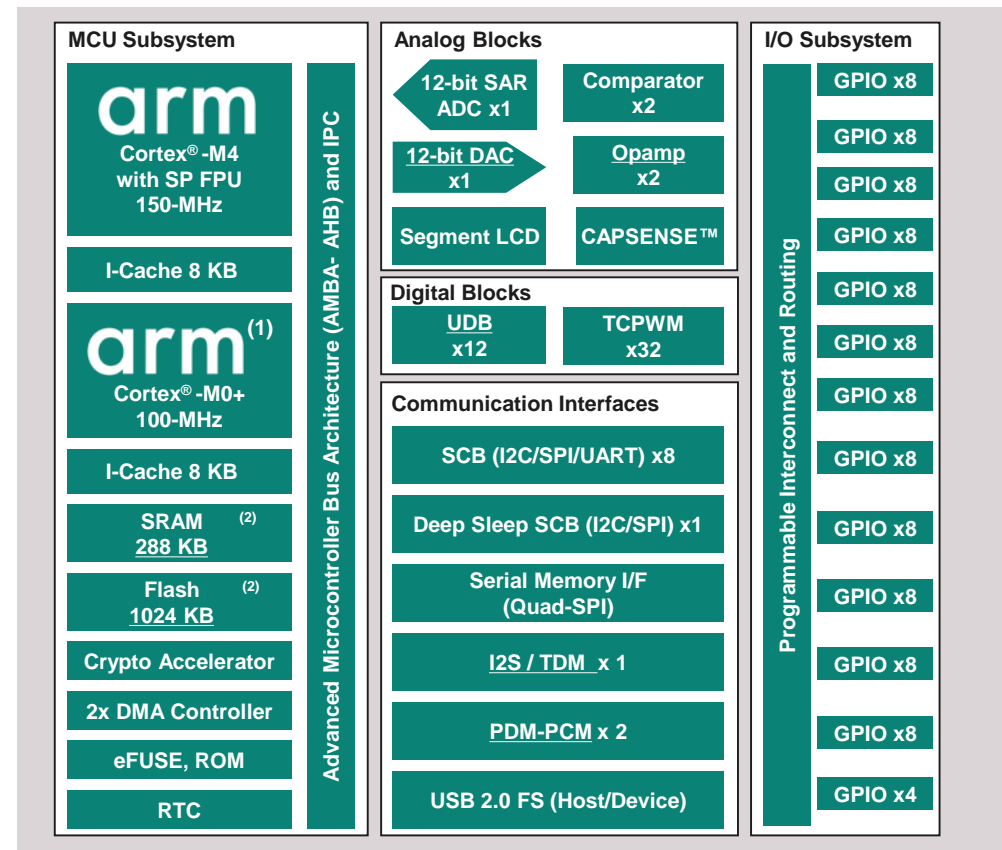 MCU Subsystem
arm
Cortex® -M4
with SP FPU
150-MHz
I-Cache 8 KB
arm(1)
Cortex® -M0+
100-MHz
I-Cache 8 KB
SRAM (2)
288 KB
Flash (2)
1024 KB
Crypto Accelerator
2x DMA Controller
eFUSE, ROM
RTC
Advanced Microcontroller Bus Architecture (AMBA- AHB) and IPC
Analog Blocks
12-bit SAR
ADC x1
Comparator
x2
12-bit DAC
x1
Opamp
x2
Segment LCD
CAPSENSE™
Digital Blocks
UDB
x12
TCPWM
x32
Communication Interfaces
SCB (I2C/SPI/UART) x8
Deep Sleep SCB (I2C/SPI) x1
Serial Memory I/F
(Quad-SPI)
I2S / TDM x 1
PDM-PCM x 2
USB 2.0 FS (Host/Device)
I/O Subsystem
Programmable Interconnect and Routing
GPIO x8
GPIO x8
GPIO x8
GPIO x8
GPIO x8
GPIO x8
GPIO x8
GPIO x8
GPIO x8
GPIO x8
GPIO x8
GPIO x8
GPIO x4